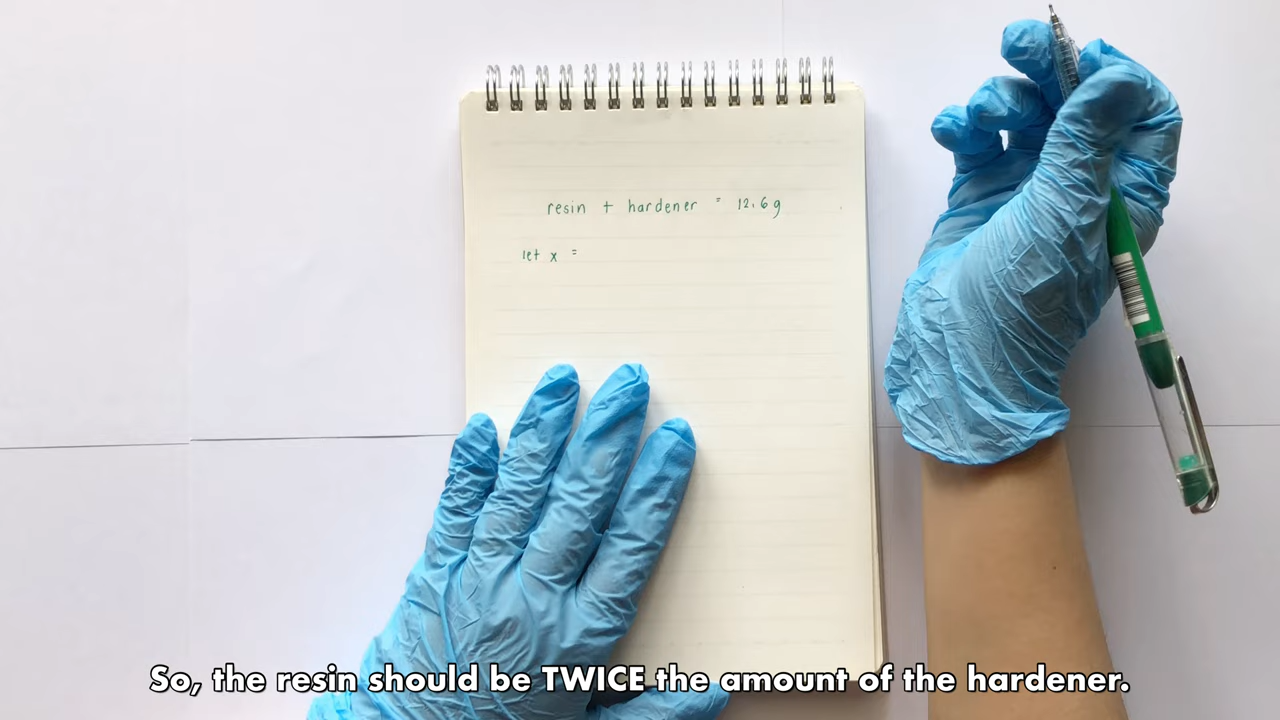 resin + hardener = 12.6g
let x =
So, the resin should be TWICE the amount of the hardener.